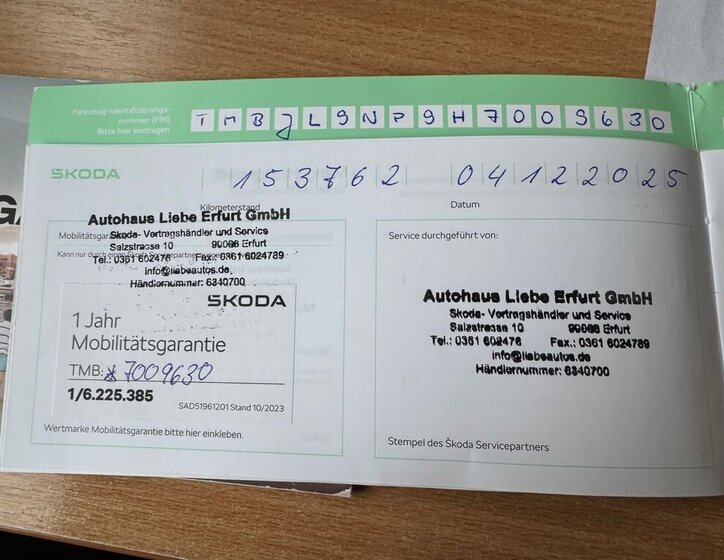 Fahrzeug-Identifizierungs-
nummer (FIN)
Bitte hier eintragen
TMBJL9NP9H7009630
SKODA
153762 04122025
Kilometerstand Datum
Autohaus Liebe Erfurt GmbH
Skoda- Vertragshändler und Service
Salzstrasse 10 99086 Erfurt
Tel.: 0361 602476 Fax.: 0361 6024789
info@liebeautos.de
Händlernummer: 6340700
SKODA
1 Jahr
Mobilitätsgarantie
TMB: * 7009630
1/6.225.385
SAD51961201 Stand 10/2023
Wertmarke Mobilitätsgarantie bitte hier einkleben.
Service durchgeführt von:
Autohaus Liebe Erfurt GmbH
Skoda- Vertragshändler und Service
Salzstrasse 10 99086 Erfurt
Tel.: 0361 602476 Fax.: 0361 6024789
info@liebeautos.de
Händlernummer: 6340700
Stempel des Škoda Servicepartners